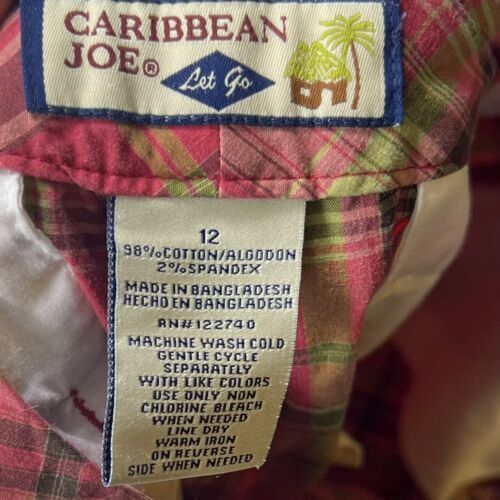 CARIBBEAN
JOE®
Let Go
12
98%COTTON/ALGODON
2%SPANDEX
MADE IN BANGLADESH
HECHO EN BANGLADESH
RN#122740
MACHINE WASH COLD
GENTLE CYCLE
SEPARATELY
WITH LIKE COLORS
USE ONLY NON
CHLORINE BLEACH
WHEN NEEDED
LINE DRY
WARM IRON
ON REVERSE
SIDE WHEN NEEDED